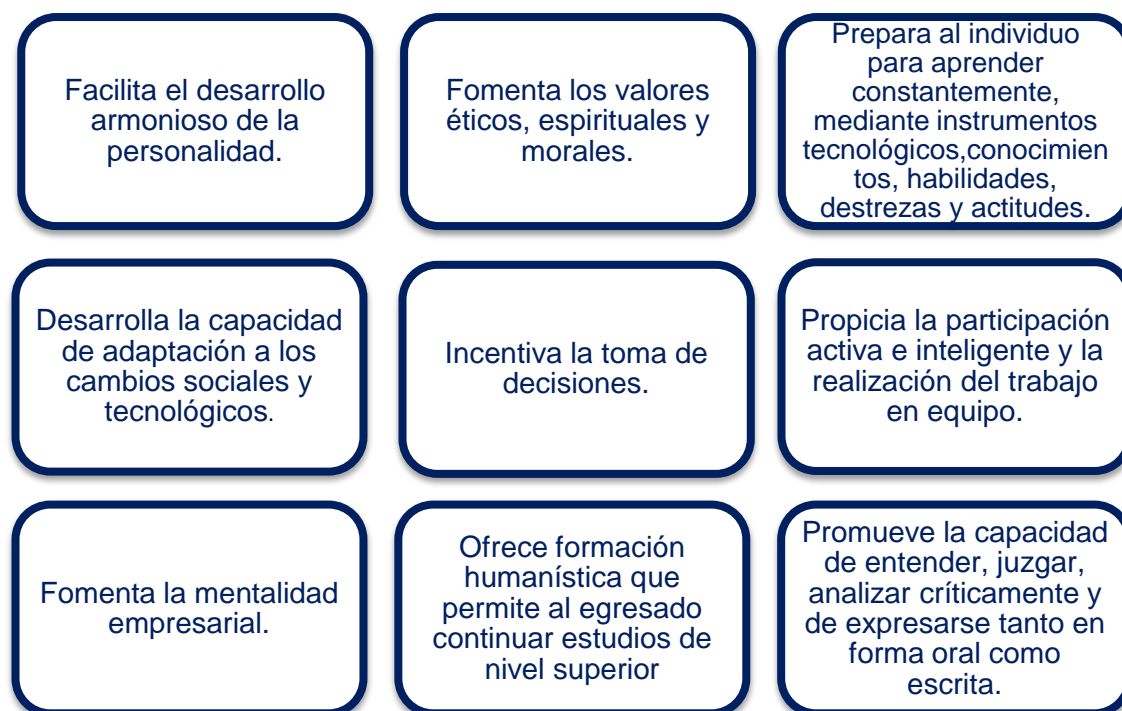 Facilita el desarrollo
armonioso de la
personalidad.
Fomenta los valores
éticos, espirituales y
morales.
Prepara al individuo
para aprender
constantemente,
mediante instrumentos
tecnológicos,conocimien
tos, habilidades,
destrezas y actitudes.
Desarrolla la capacidad
de adaptación a los
cambios sociales y
tecnológicos.
Incentiva la toma de
decisiones.
Propicia la participación
activa e inteligente y la
realización del trabajo
en equipo.
Fomenta la mentalidad
empresarial.
Ofrece formación
humanística que
permite al egresado
continuar estudios de
nivel superior
Promueve la capacidad
de entender, juzgar,
analizar críticamente y
de expresarse tanto en
forma oral como
escrita.